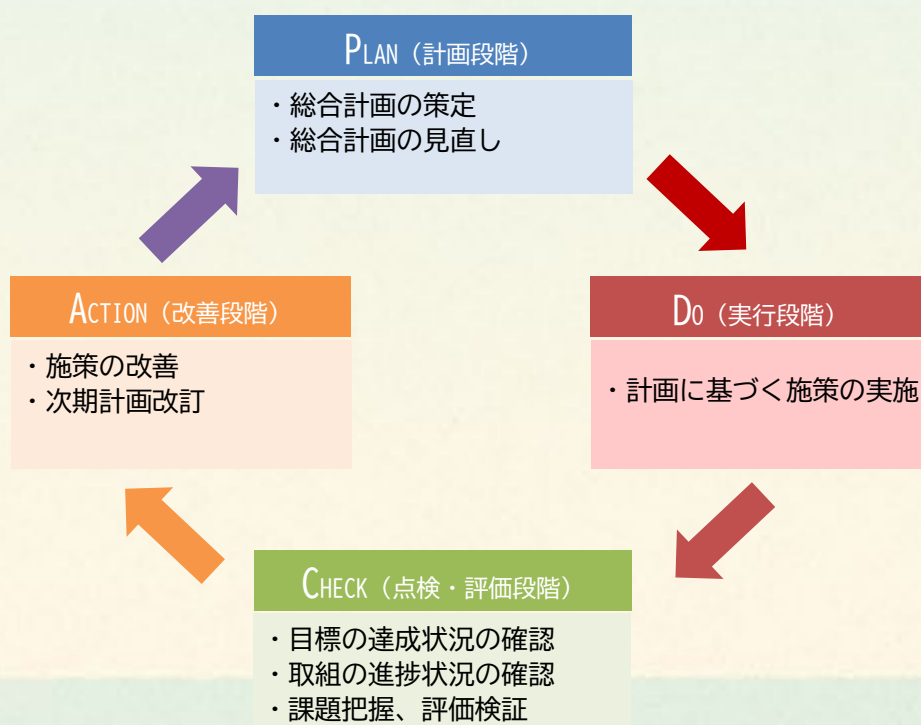 PLAN（計画段階）
・総合計画の策定
・総合計画の見直し
ACTION（改善段階）
・施策の改善
・次期計画改訂
DO（実行段階）
・計画に基づく施策の実施
CHECK（点検・評価段階）
・目標の達成状況の確認
・取組の進捗状況の確認
・課題把握、評価検証